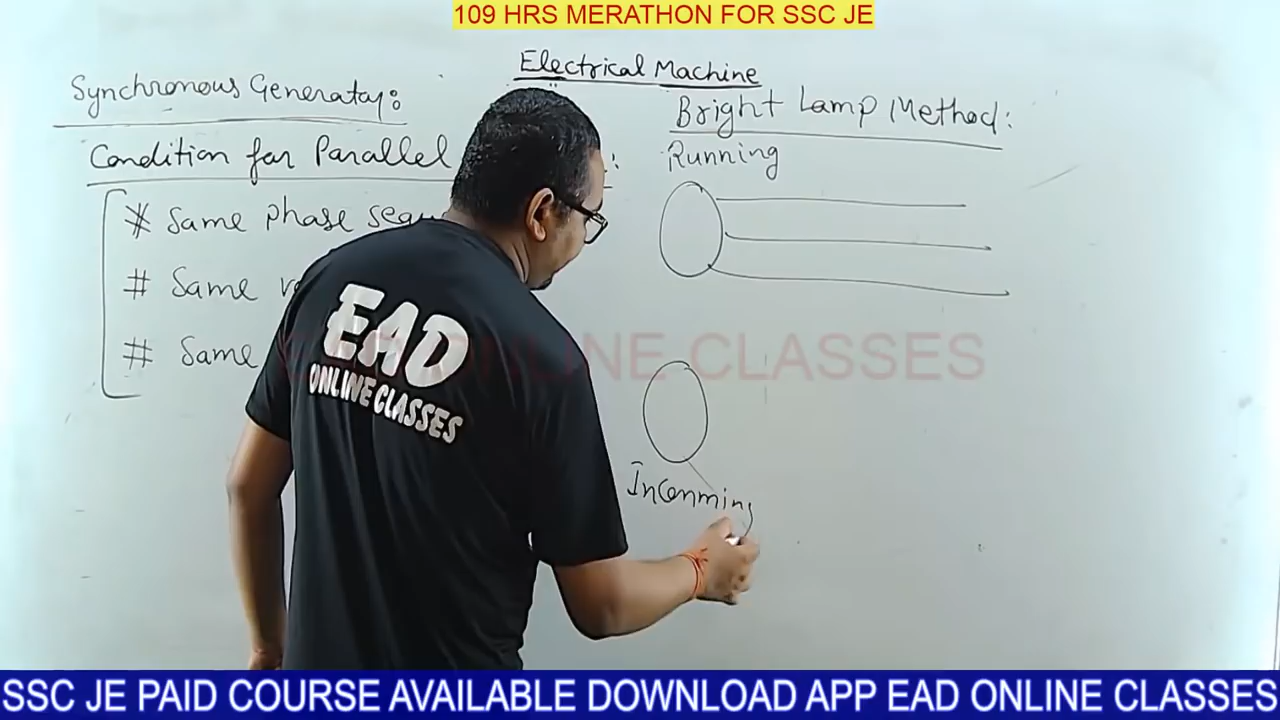 109 HRS MERATHON FOR SSC JE
Electrical Machine
Synchronous Generator:
Condition for Parallel
* Same phase sequ
# Same
# Same
Bright Lamp Method:
Running
Incomming
EAD
ONLINE CLASSES
EAD ONLINE CLASSES
SSC JE PAID COURSE AVAILABLE DOWNLOAD APP EAD ONLINE CLASSES